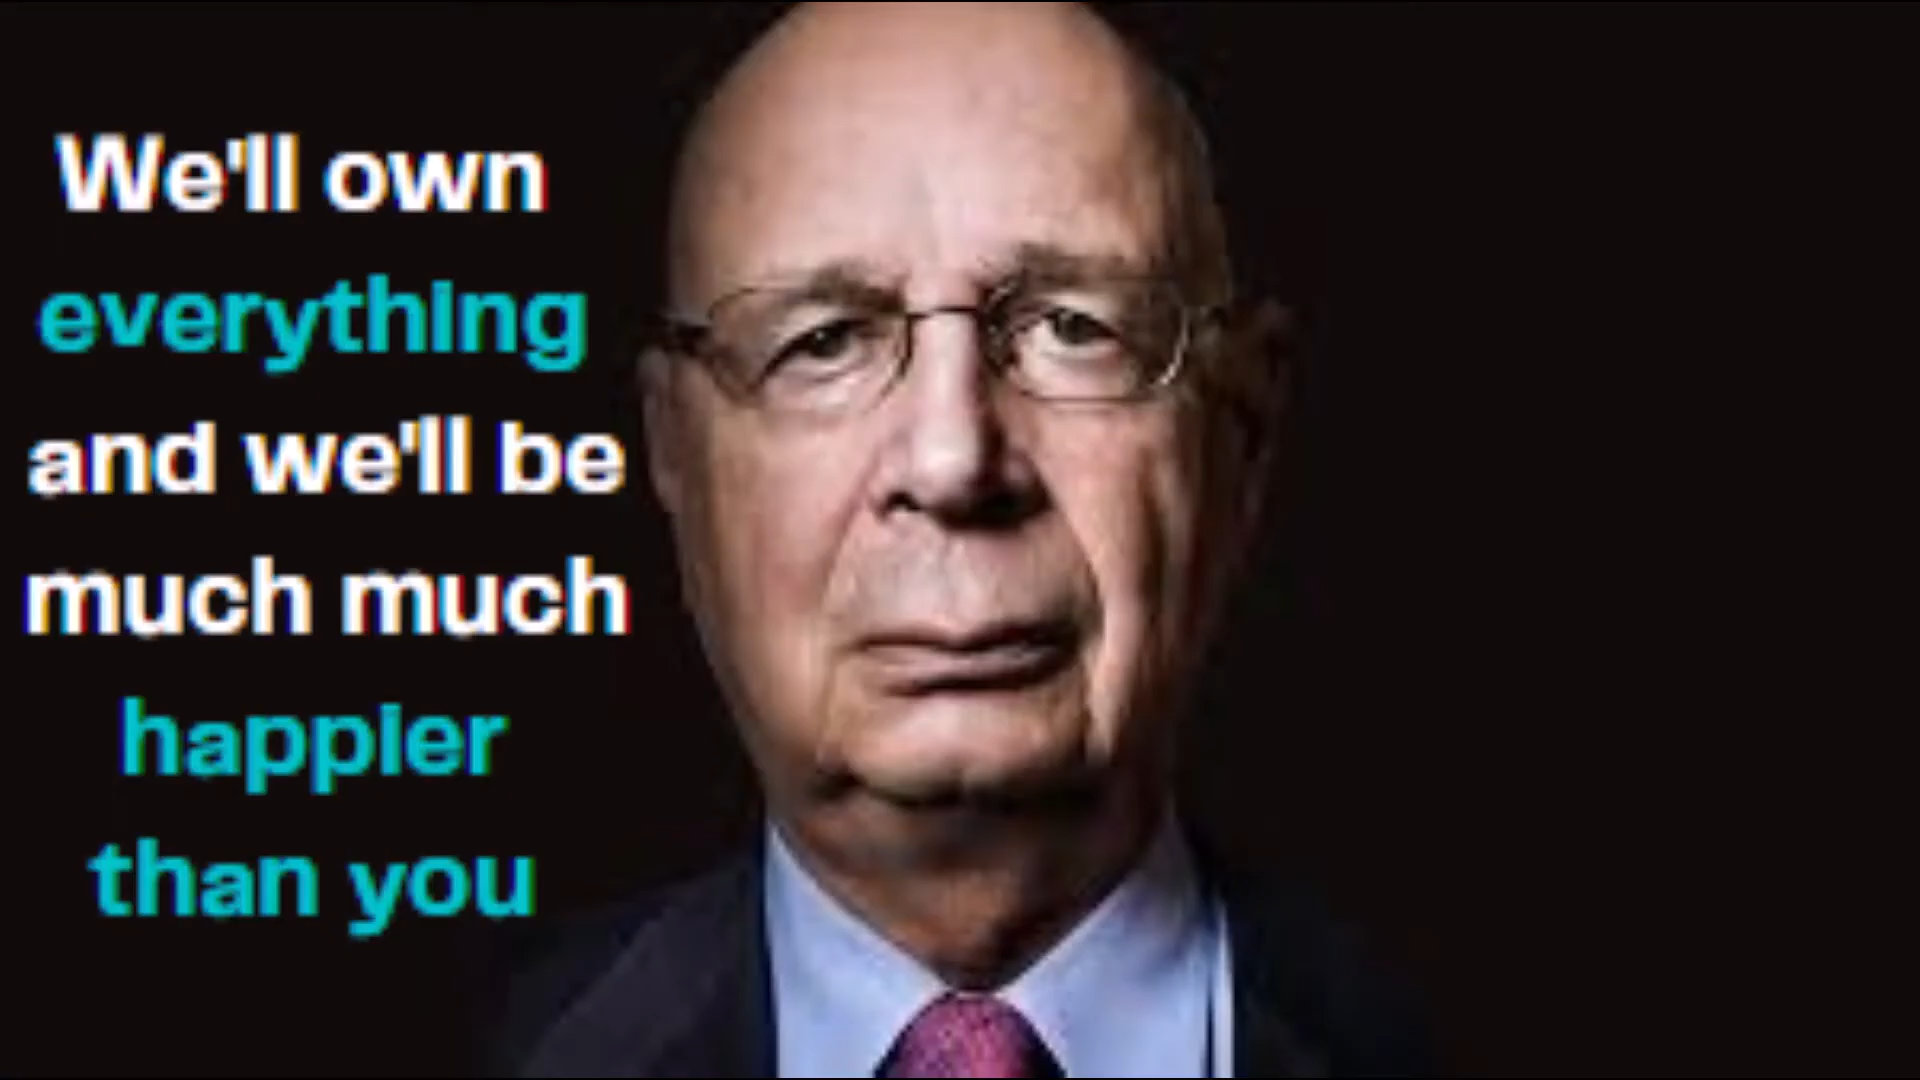 We'll own
everything
and we'll be
much much
happier
than you